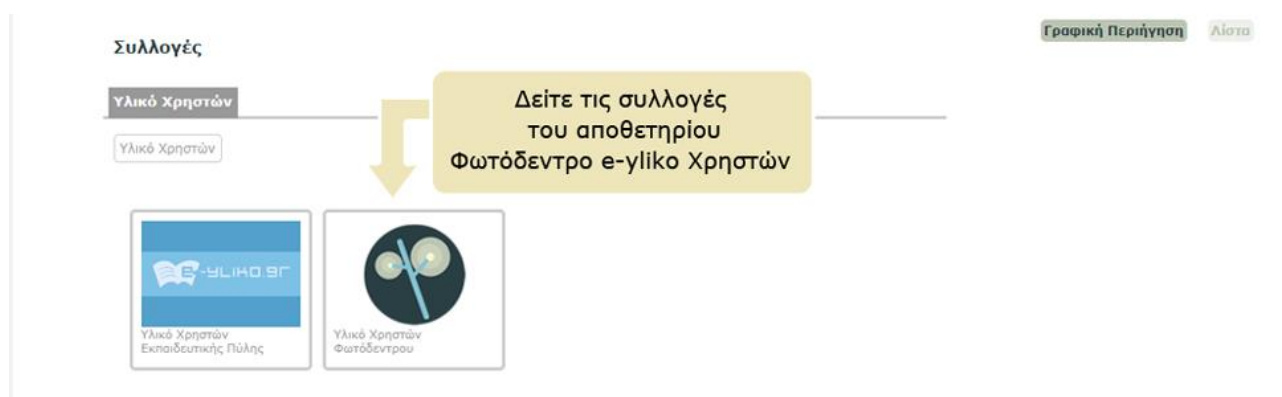 Γραφική Περιήγηση Λίστα
Συλλογές
Υλικό Χρηστών
Δείτε τις συλλογές
του αποθετηρίου
Φωτόδεντρο e-yliko Χρηστών
Υλικό Χρηστών
e-yliko.gr
Υλικό Χρηστών
Εκπαιδευτικής Πύλης
Υλικό Χρηστών
Φωτόδεντρου